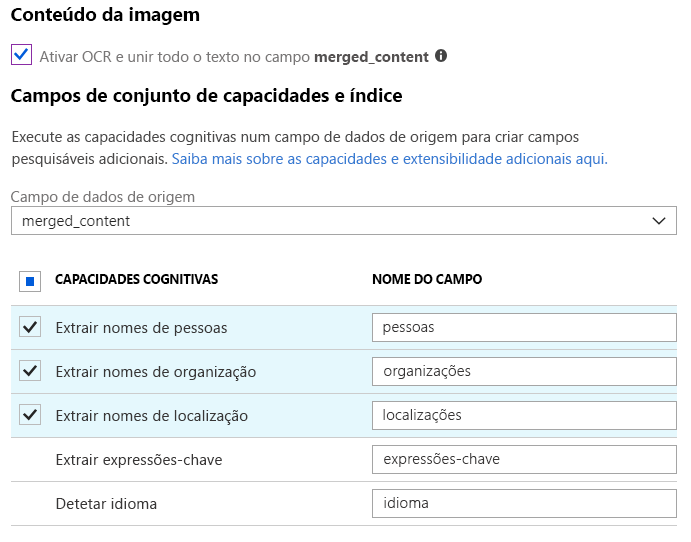 Conteúdo da imagem
Ativar OCR e unir todo o texto no campo merged_content
Campos de conjunto de capacidades e índice
Execute as capacidades cognitivas num campo de dados de origem para criar campos
pesquisáveis adicionais. Saiba mais sobre as capacidades e extensibilidade adicionais aqui.
Campo de dados de origem
merged_content
CAPACIDADES COGNITIVAS NOME DO CAMPO
Extrair nomes de pessoas pessoas
Extrair nomes de organização organizações
Extrair nomes de localização localizações
Extrair expressões-chave expressões-chave
Detetar idioma idioma